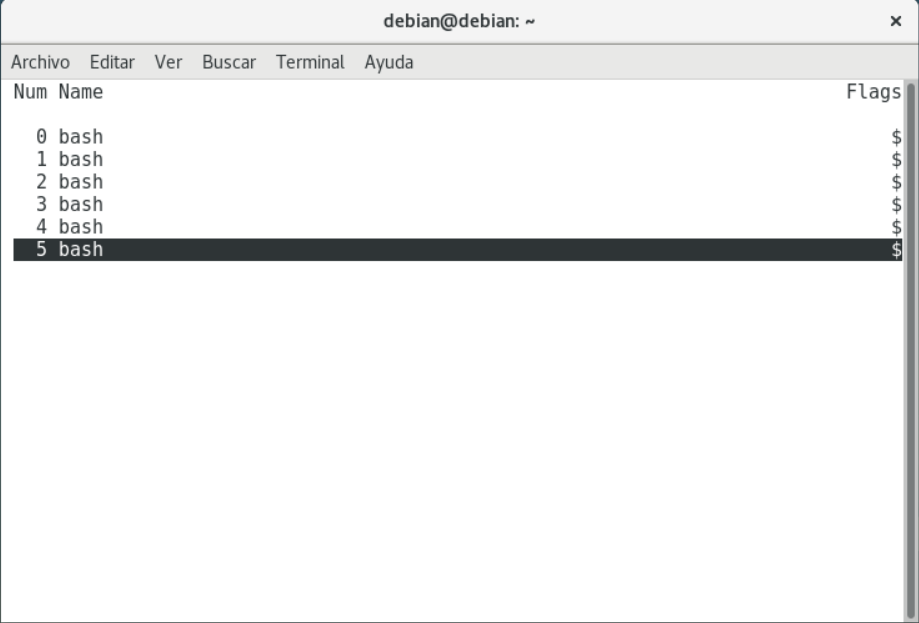 debian@debian: ~ ×
Archivo Editar Ver Buscar Terminal Ayuda
Num Name Flags
0 bash $
1 bash $
2 bash $
3 bash $
4 bash $
5 bash $